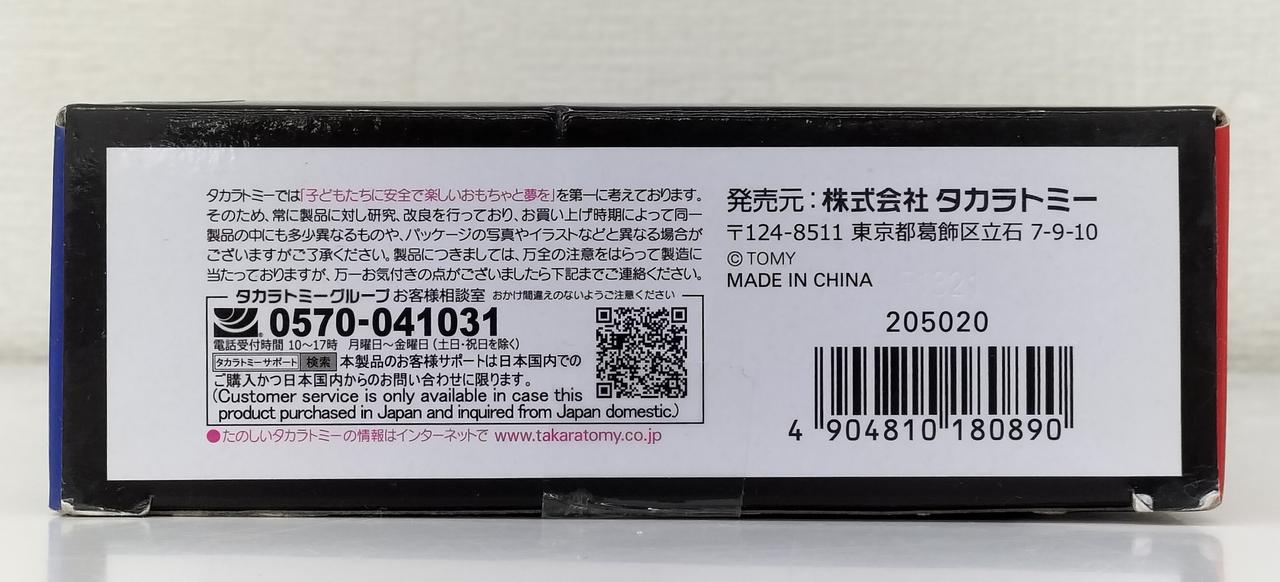 タカラトミーでは「子どもたちに安全で楽しいおもちゃと夢を」を第一に考えております。
そのため、常に製品に対し研究、改良を行っており、お買い上げ時期によって同一
製品の中にも多少異なるものや、パッケージの写真やイラストなどと異なる場合が
ございますがご了承ください。製品につきましては、万全の注意をはらって製造に
当たっておりますが、万一お気付きの点がございましたら下記までご連絡ください。
タカラトミーグループ お客様相談室 おかけ間違えのないようご注意ください
0570-041031
電話受付時間 10〜17時 月曜日〜金曜日（土日・祝日を除く）
タカラトミーサポート 検索 本製品のお客様サポートは日本国内での
ご購入かつ日本国内からのお問い合わせに限ります。
(Customer service is only available in case this
product purchased in Japan and inquired from Japan domestic.)
●たのしいタカラトミーの情報はインターネットで www.takaratomy.co.jp
発売元：株式会社 タカラトミー
〒124-8511 東京都葛飾区立石 7-9-10
© TOMY
MADE IN CHINA
205020
4 904810 180890